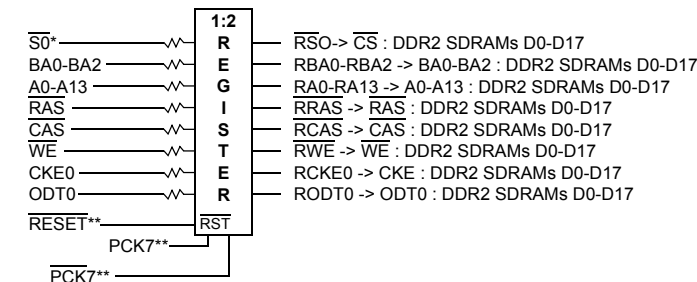 1:2
S0* R RSO-> CS : DDR2 SDRAMs D0-D17
BA0-BA2 E RBA0-RBA2 -> BA0-BA2 : DDR2 SDRAMs D0-D17
A0-A13 G RA0-RA13 -> A0-A13 : DDR2 SDRAMs D0-D17
RAS I RRAS -> RAS : DDR2 SDRAMs D0-D17
CAS S RCAS -> CAS : DDR2 SDRAMs D0-D17
WE T RWE -> WE : DDR2 SDRAMs D0-D17
CKE0 E RCKE0 -> CKE : DDR2 SDRAMs D0-D17
ODT0 R RODT0 -> ODT0 : DDR2 SDRAMs D0-D17
RESET** RST
PCK7**
PCK7**